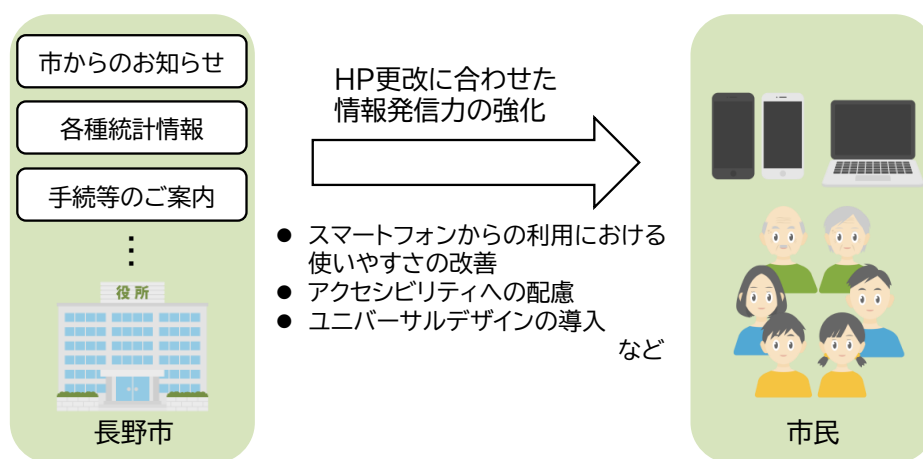 市からのお知らせ
各種統計情報
手続等のご案内
⋮
役所
長野市
HP更改に合わせた
情報発信力の強化
● スマートフォンからの利用における
使いやすさの改善
● アクセシビリティへの配慮
● ユニバーサルデザインの導入
など
市民